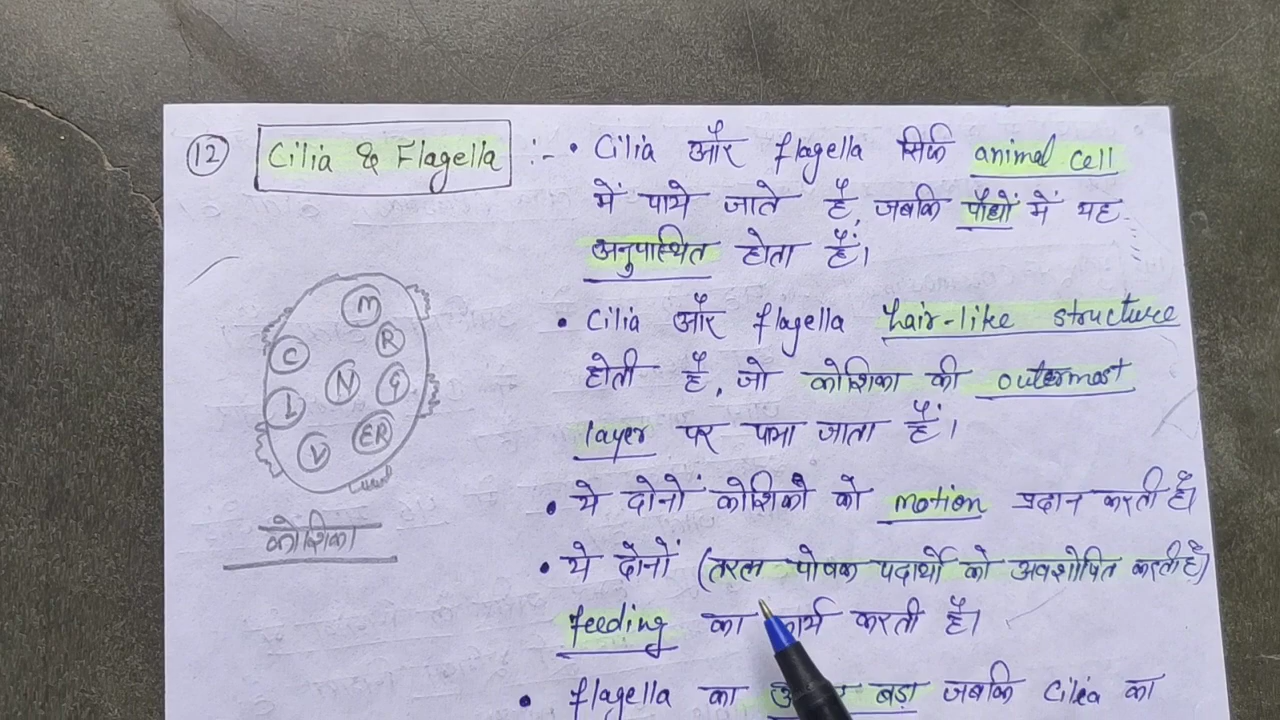 12 Cilia & Flagella :- • Cilia और flagella सिर्फ animal cell
में पाये जाते है, जबकि पौधों में यह
अनुपास्थित होता हैं।
• Cilia और flagella hair-like structure
होती है, जो कोशिका की outermost
layer पर पाया जाता हैं।
• ये दोनों कोशिको को motion प्रदान करती है।
• ये दोनों (तरल पोषक पदार्थो को अवशोषित करती है)
feeding का कार्य करती है।
• flagella का बड़ा जबकि Cilia का
M
R
C
N
G
L
ER
V
कोशिका